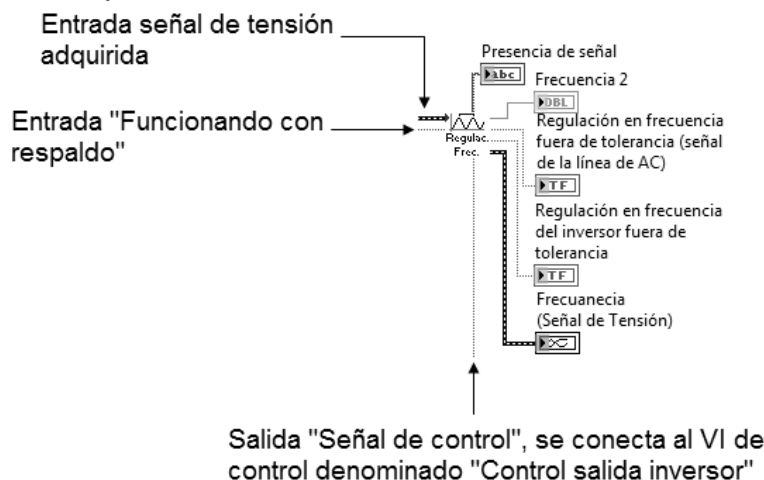 Entrada señal de tensión
adquirida
Presencia de señal
abc
Frecuencia 2
DBL
Entrada "Funcionando con
respaldo"
Regulac.
Frec.
Regulación en frecuencia
fuera de tolerancia (señal
de la línea de AC)
TF
Regulación en frecuencia
del inversor fuera de
tolerancia
TF
Frecuanecia
(Señal de Tensión)
Salida "Señal de control", se conecta al VI de
control denominado "Control salida inversor"